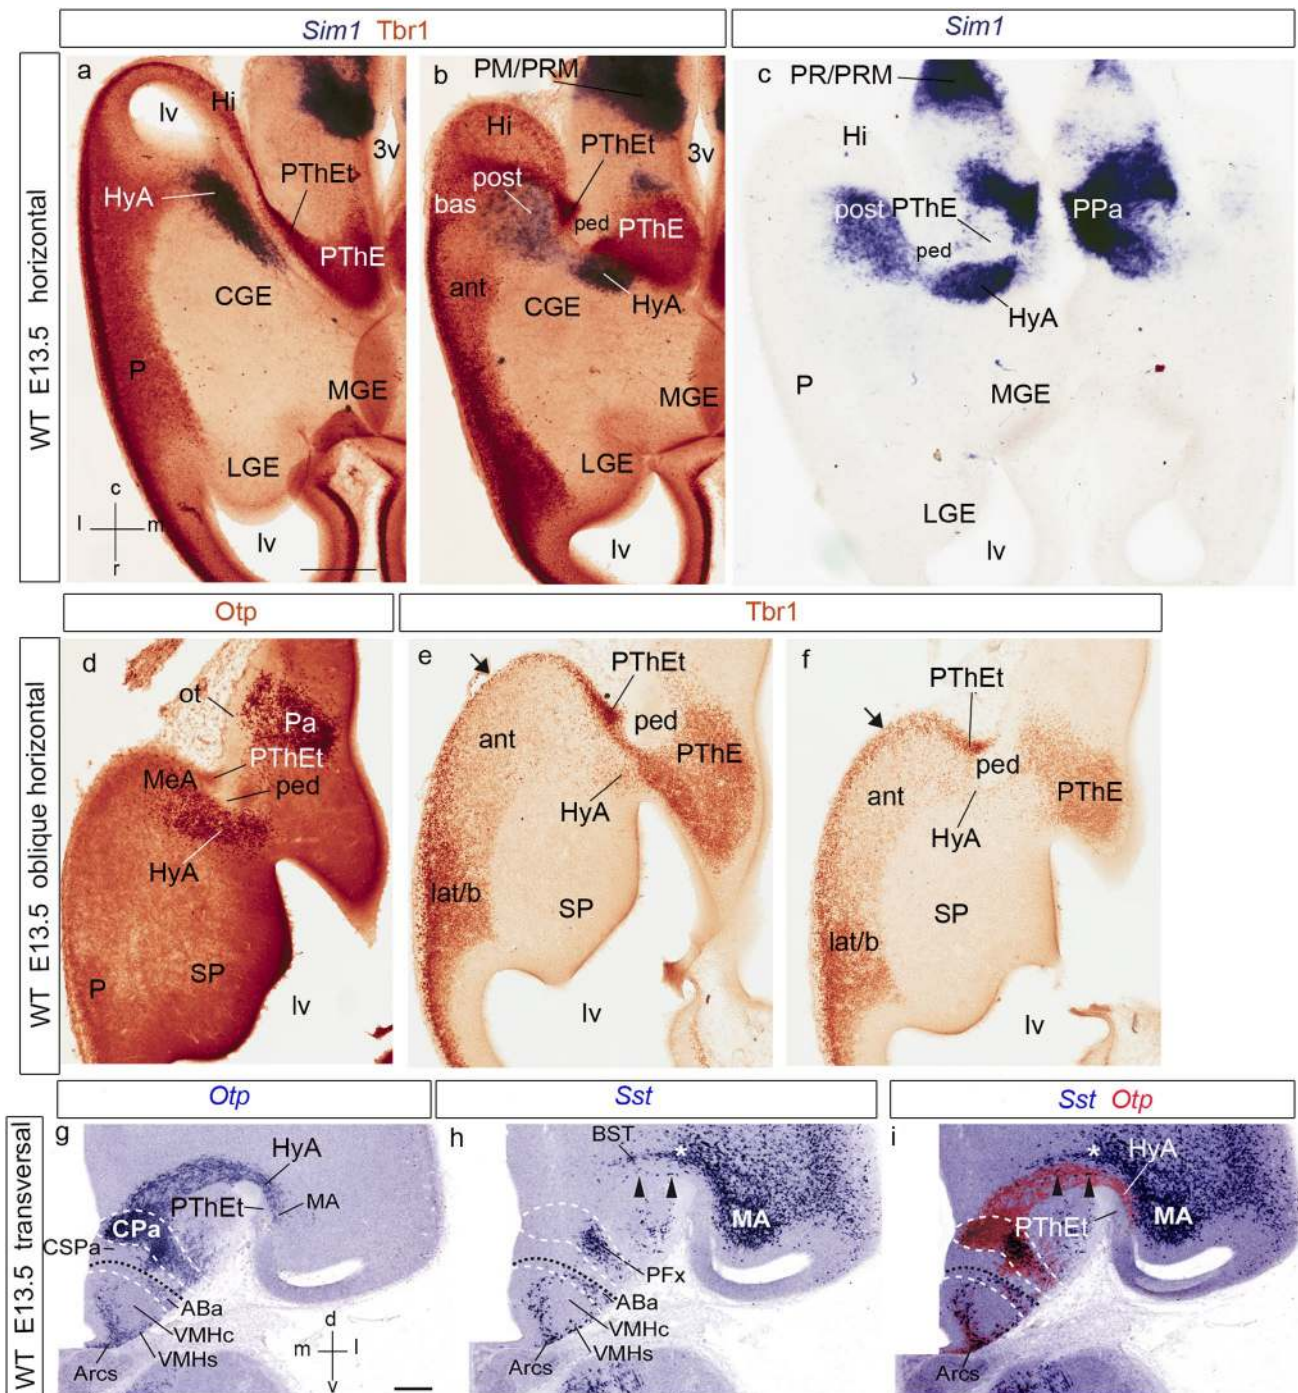 Sim1 Tbr1
Sim1
WT E13.5 horizontal
a
Hi
lv
3v
HyA
PThEt
PThE
CGE
P
MGE
LGE
c
l m
r
lv
b
PM/PRM
Hi
PThEt
3v
post
bas
ped
PThE
ant
CGE
HyA
MGE
LGE
lv
c
PR/PRM
Hi
post
PThE
PPa
ped
HyA
P
MGE
LGE
lv
Otp
Tbr1
WT E13.5 oblique horizontal
d
ot
Pa
PThEt
MeA
ped
HyA
SP
P
lv
e
PThEt
ant
ped
PThE
HyA
lat/b
SP
lv
f
PThEt
ped
ant
PThE
HyA
SP
lat/b
lv
Otp
Sst
Sst Otp
WT E13.5 transversal
g
HyA
PThEt
MA
CPa
CSPa
ABa
VMHc
VMHs
Arcs
d
m l
v
h
BST
*
MA
PFx
ABa
VMHc
VMHs
Arcs
i
*
HyA
PThEt
MA
Arcs